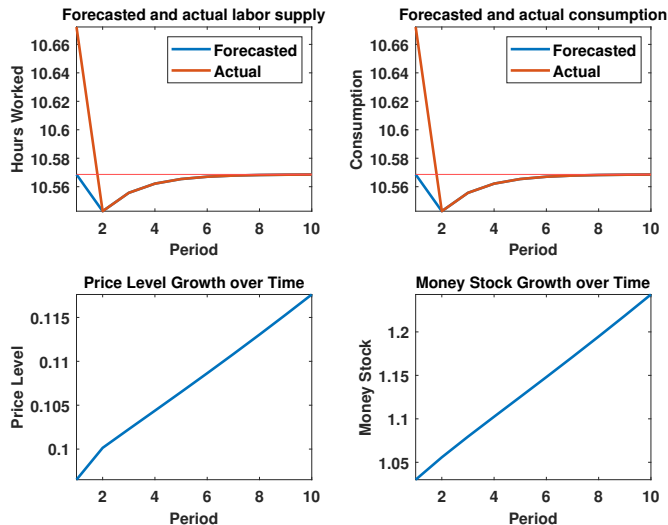 Forecasted and actual labor supply
10.66
10.64
10.62
10.6
10.58
10.56
Hours Worked
Forecasted
Actual
2 4 6 8 10
Period
Forecasted and actual consumption
10.66
10.64
10.62
10.6
10.58
10.56
Consumption
Forecasted
Actual
2 4 6 8 10
Period
Price Level Growth over Time
0.115
0.11
0.105
0.1
Price Level
2 4 6 8 10
Period
Money Stock Growth over Time
1.2
1.15
1.1
1.05
Money Stock
2 4 6 8 10
Period